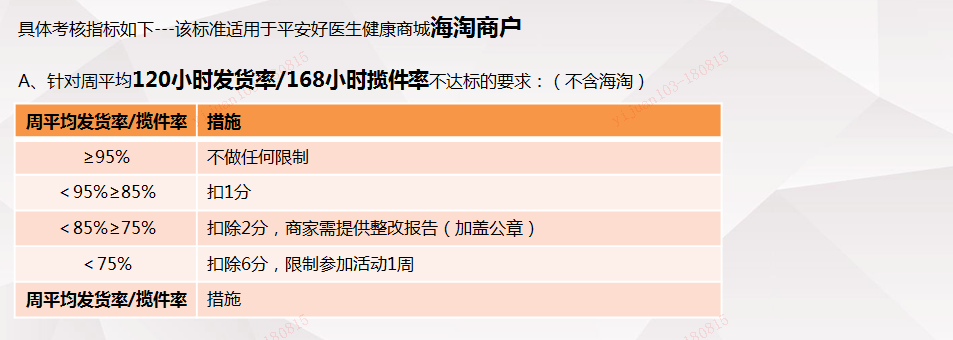 具体考核指标如下---该标准适用于平安好医生健康商城海淘商户
A、针对周平均120小时发货率/168小时揽件率不达标的要求：（不含海淘）
周平均发货率/揽件率 措施
≥95% 不做任何限制
＜95%≥85% 扣1分
＜85%≥75% 扣除2分，商家需提供整改报告（加盖公章）
＜75% 扣除6分，限制参加活动1周
周平均发货率/揽件率 措施